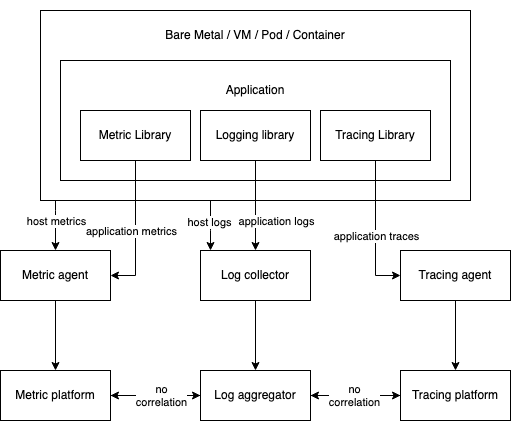 Bare Metal / VM / Pod / Container
Application
Metric Library
Logging library
Tracing Library
host metrics
application metrics
host logs
application logs
application traces
Metric agent
Log collector
Tracing agent
Metric platform
no
correlation
Log aggregator
no
correlation
Tracing platform